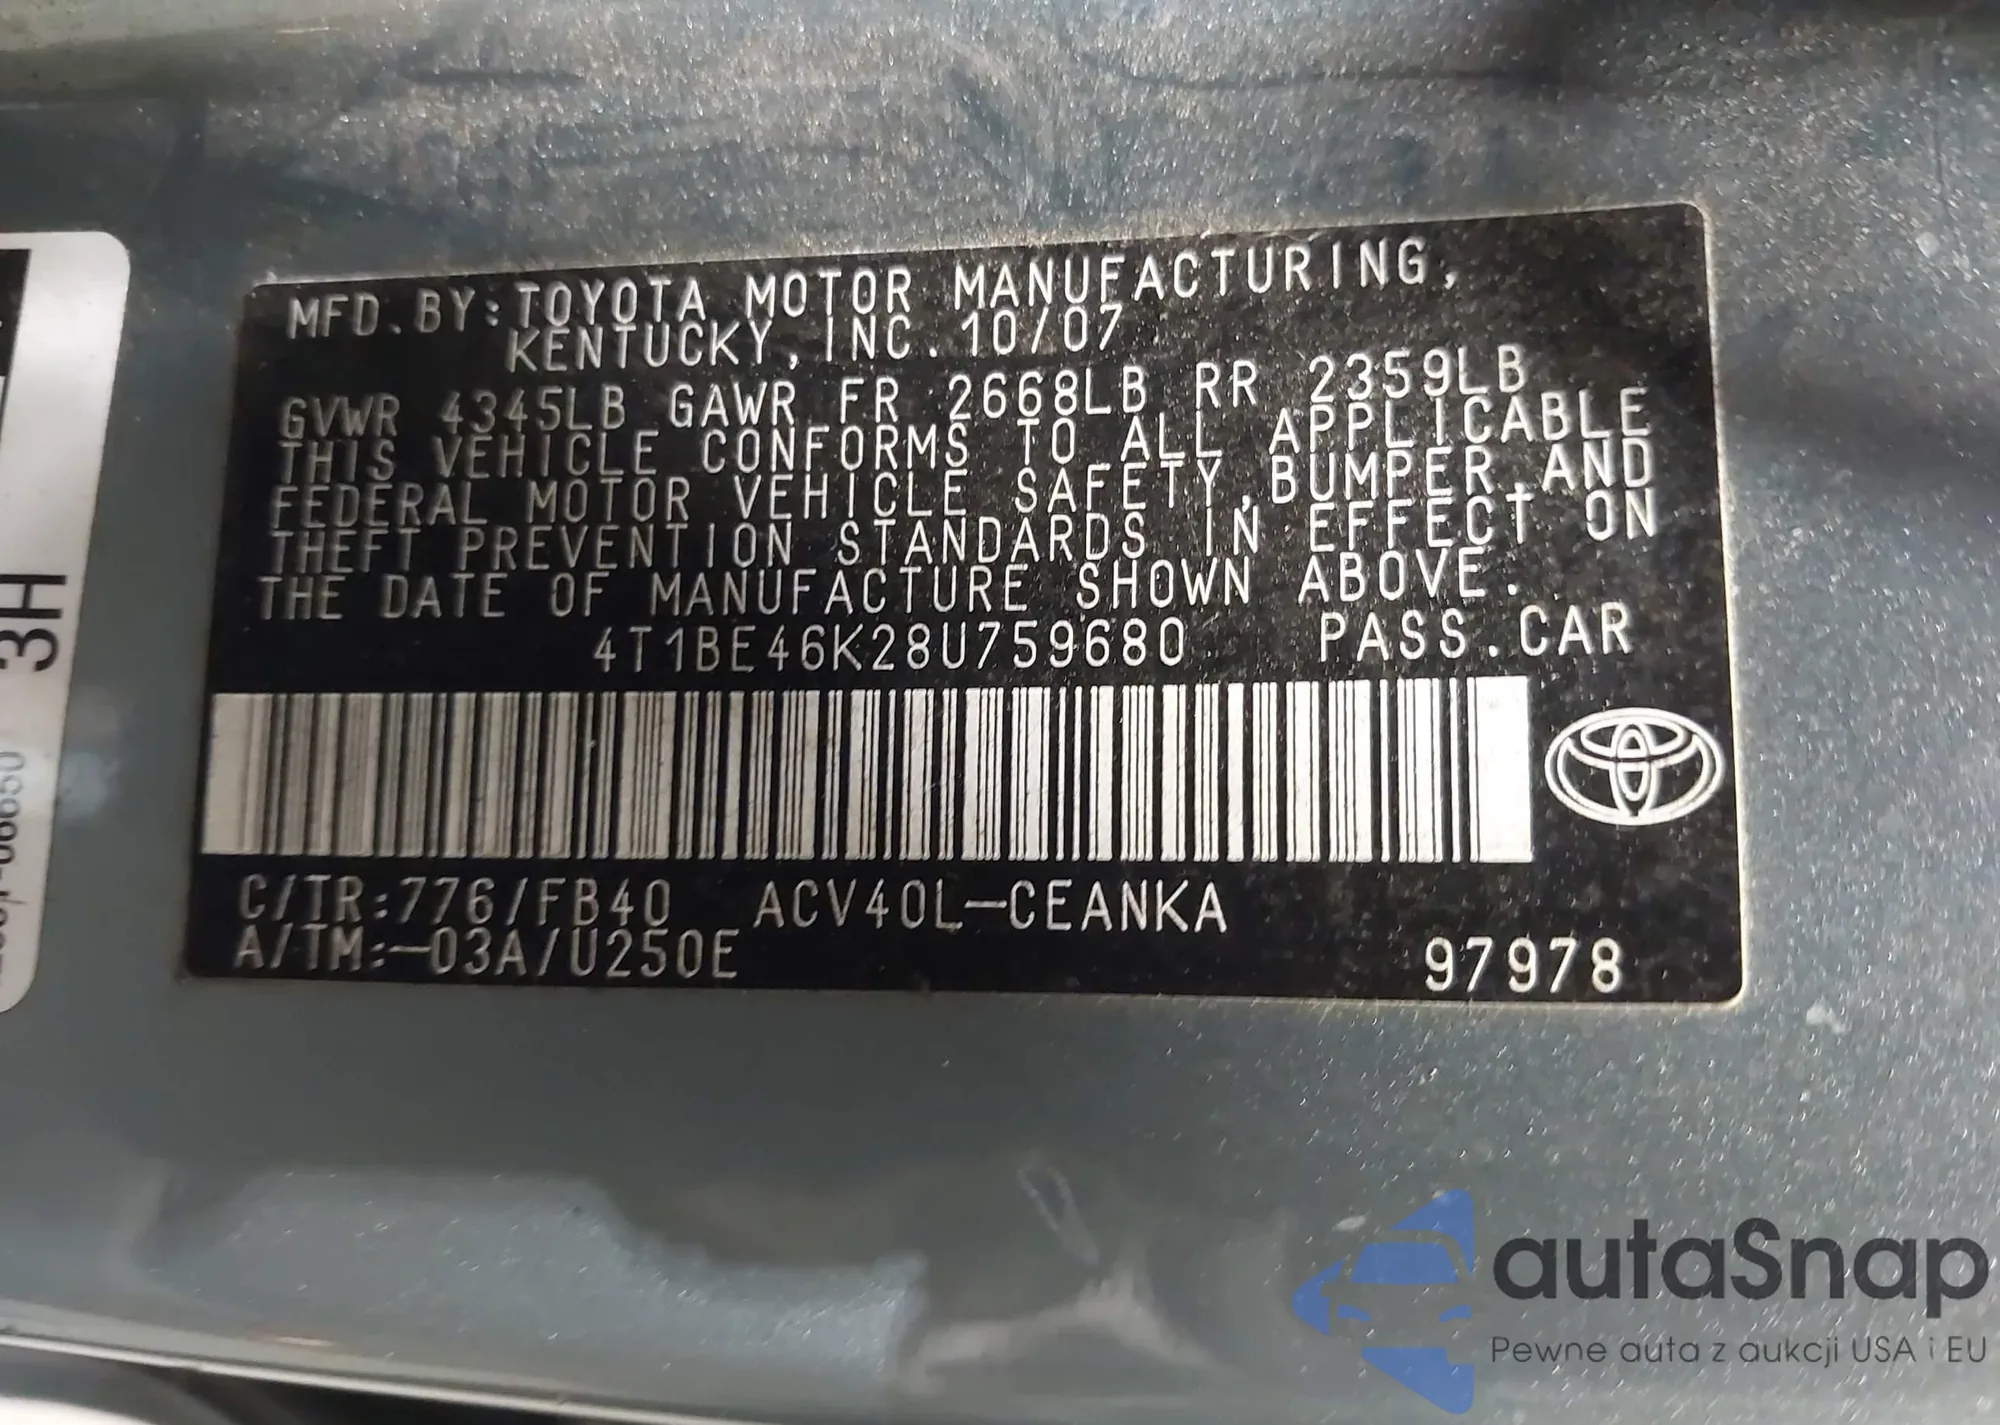 MFD.BY:TOYOTA MOTOR MANUFACTURING,
KENTUCKY, INC. 10/07
GVWR 4345LB GAWR FR 2668LB RR 2359LB
THIS VEHICLE CONFORMS TO ALL APPLICABLE
FEDERAL MOTOR VEHICLE SAFETY,BUMPER,AND
THEFT PREVENTION STANDARDS IN EFFECT ON
THE DATE OF MANUFACTURE SHOWN ABOVE.
4T1BE46K28U759680 PASS.CAR
C/TR:776/FB40 ACV40L-CEANKA
A/TM:-03A/U250E
97978
3H
autaSnap
Pewne auta z aukcji USA i EU